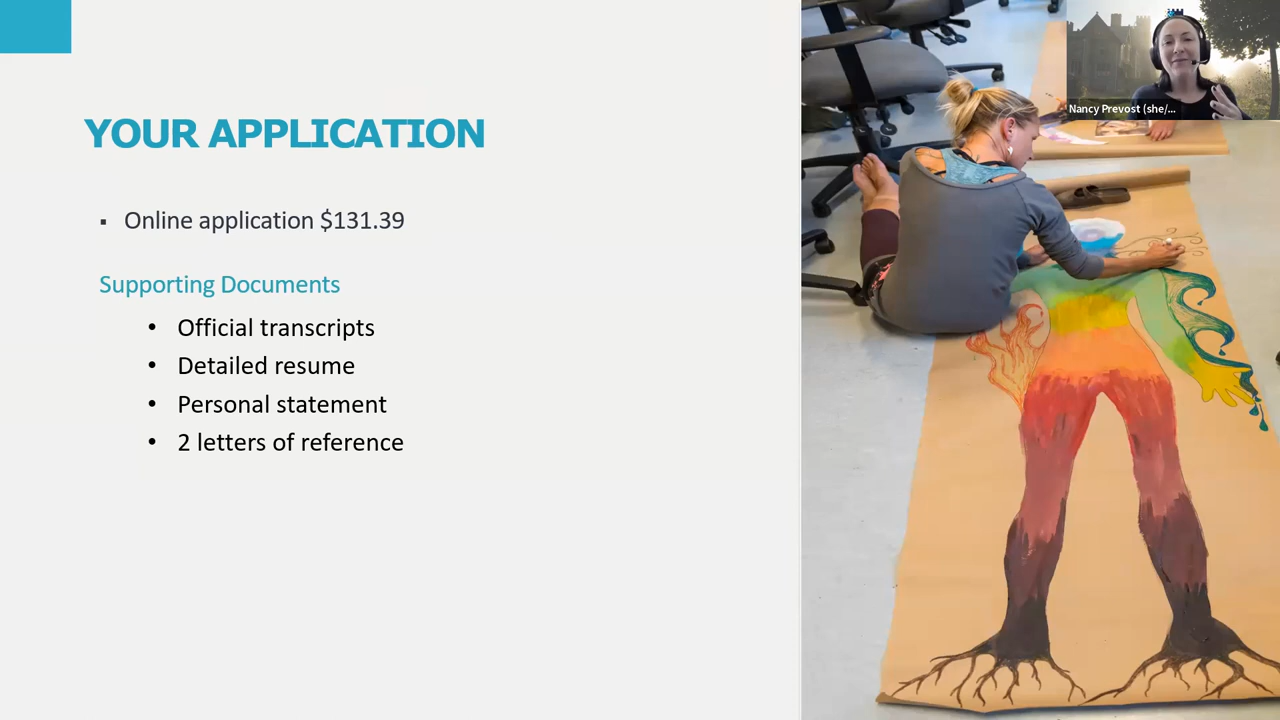 YOUR APPLICATION
▪ Online application $131.39
Supporting Documents
• Official transcripts
• Detailed resume
• Personal statement
• 2 letters of reference
Nancy Prevost (she/...